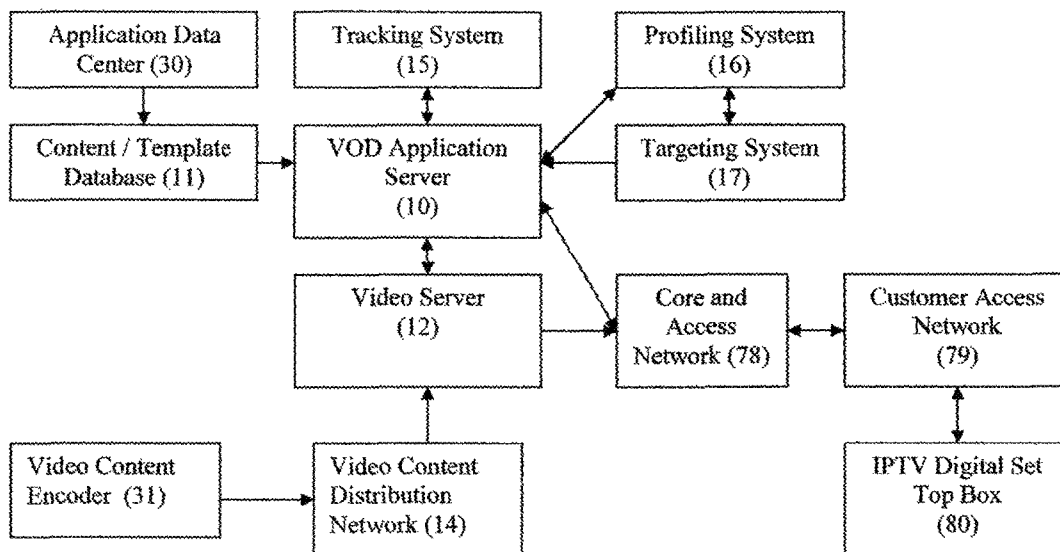 Application Data
Center (30)
Tracking System
(15)
Profiling System
(16)
Content / Template
Database (11)
VOD Application
Server
(10)
Targeting System
(17)
Video Server
(12)
Core and
Access
Network (78)
Customer Access
Network
(79)
Video Content
Encoder (31)
Video Content
Distribution
Network (14)
IPTV Digital Set
Top Box
(80)